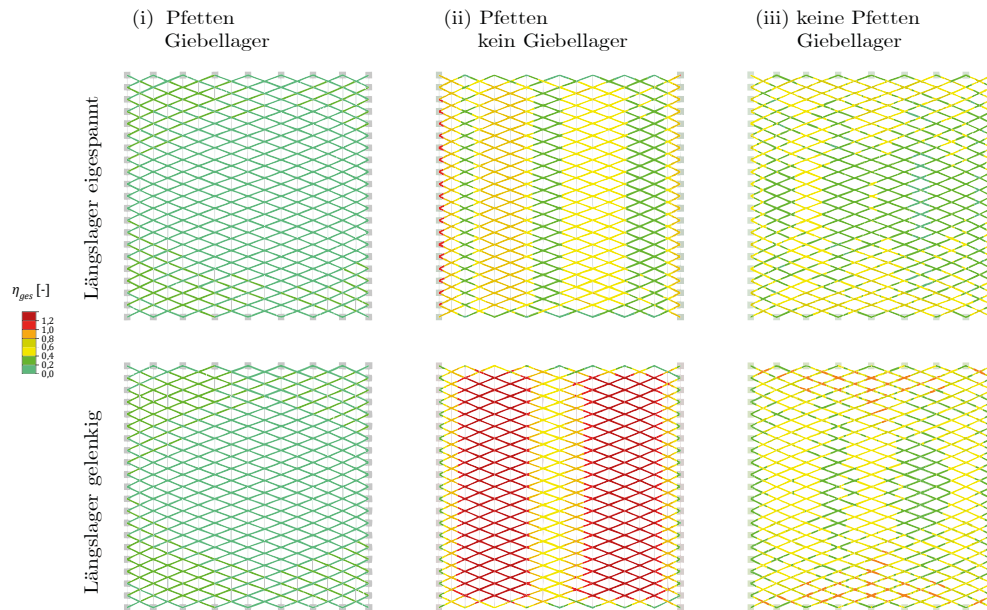 (i) Pfetten
Giebellager
(ii) Pfetten
kein Giebellager
(iii) keine Pfetten
Giebellager
Längslager eigespannt
η_ges [-]
1,2
1,0
0,8
0,6
0,4
0,2
0,0
Längslager gelenkig